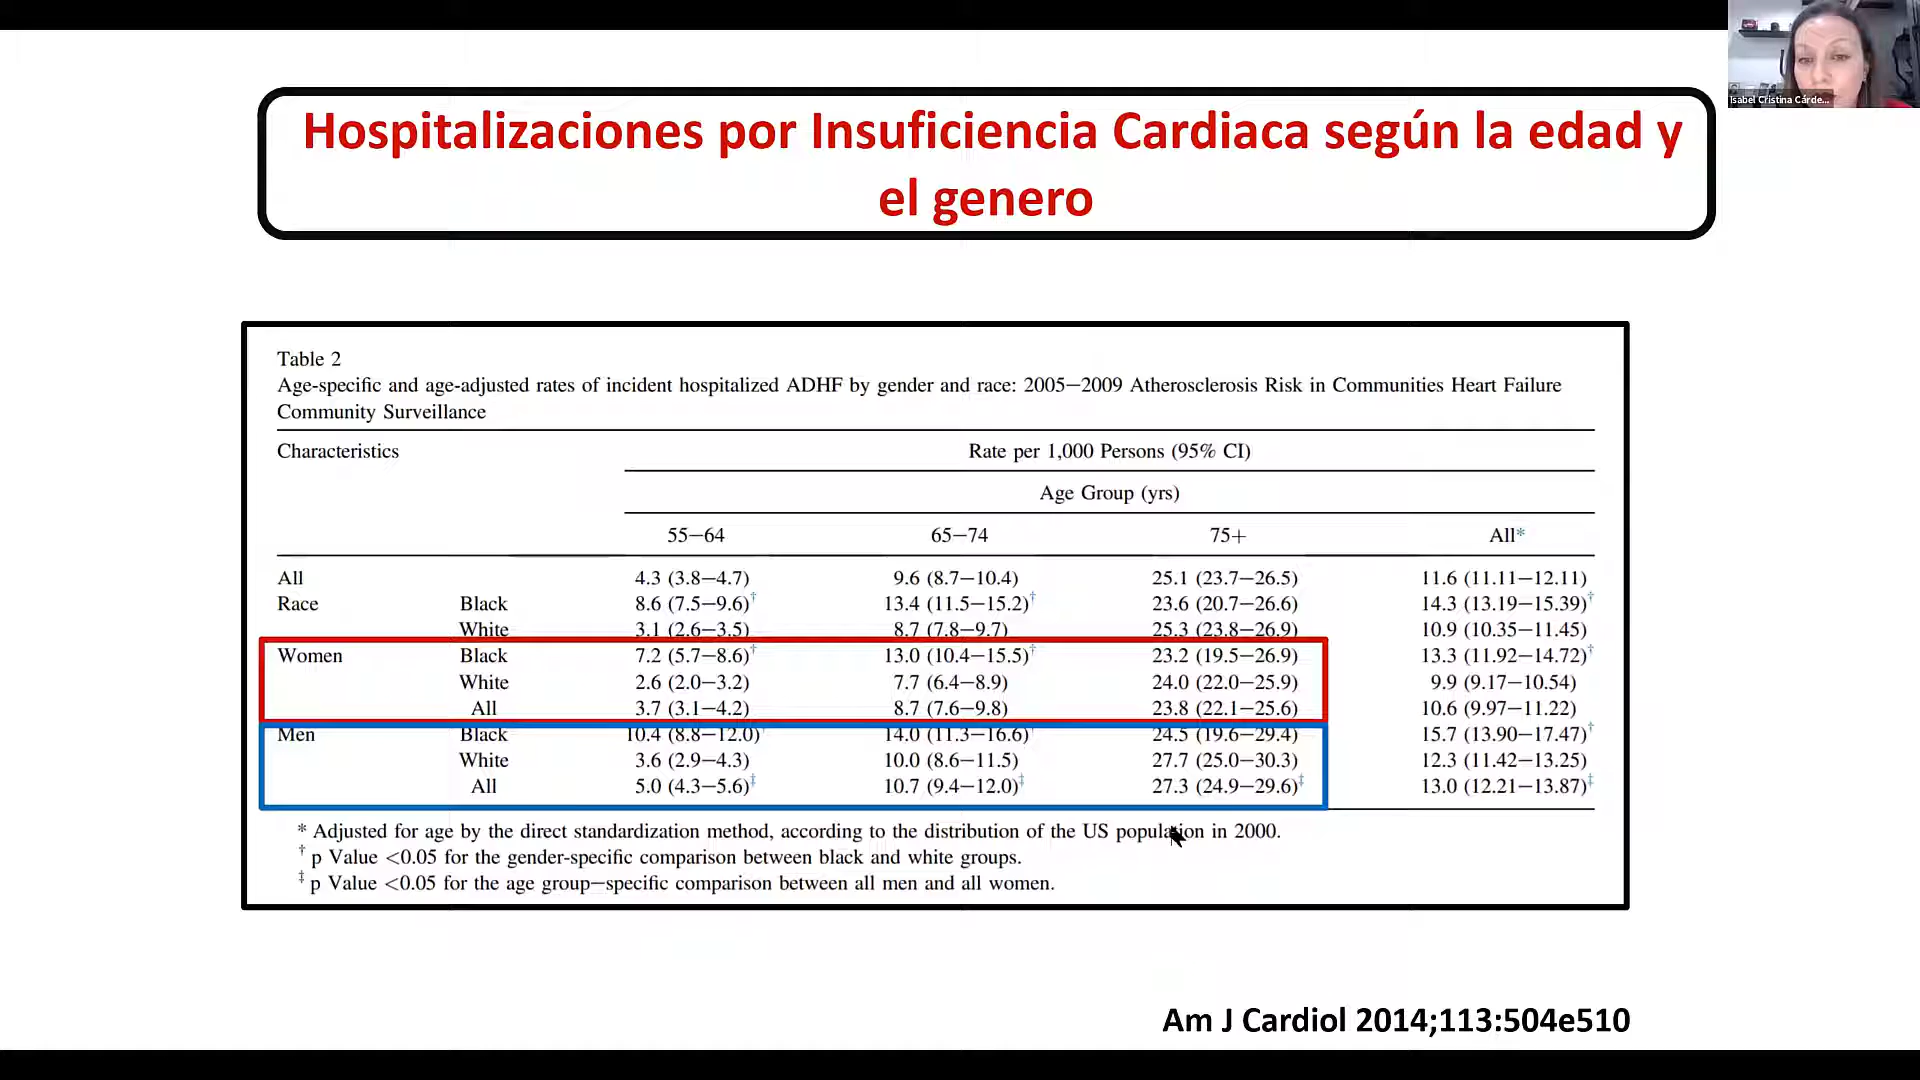 Isabel Cristina Cárde...
Hospitalizaciones por Insuficiencia Cardiaca según la edad y
el genero
Table 2
Age-specific and age-adjusted rates of incident hospitalized ADHF by gender and race: 2005−2009 Atherosclerosis Risk in Communities Heart Failure
Community Surveillance
Characteristics Rate per 1,000 Persons (95% CI)
Age Group (yrs)
55−64 65−74 75+ All*
All 4.3 (3.8−4.7) 9.6 (8.7−10.4) 25.1 (23.7−26.5) 11.6 (11.11−12.11)
Race Black 8.6 (7.5−9.6)† 13.4 (11.5−15.2)† 23.6 (20.7−26.6) 14.3 (13.19−15.39)†
White 3.1 (2.6−3.5) 8.7 (7.8−9.7) 25.3 (23.8−26.9) 10.9 (10.35−11.45)
Women Black 7.2 (5.7−8.6)† 13.0 (10.4−15.5)† 23.2 (19.5−26.9) 13.3 (11.92−14.72)†
White 2.6 (2.0−3.2) 7.7 (6.4−8.9) 24.0 (22.0−25.9) 9.9 (9.17−10.54)
All 3.7 (3.1−4.2) 8.7 (7.6−9.8) 23.8 (22.1−25.6) 10.6 (9.97−11.22)
Men Black 10.4 (8.8−12.0)† 14.0 (11.3−16.6)† 24.5 (19.6−29.4) 15.7 (13.90−17.47)†
White 3.6 (2.9−4.3) 10.0 (8.6−11.5) 27.7 (25.0−30.3) 12.3 (11.42−13.25)
All 5.0 (4.3−5.6)‡ 10.7 (9.4−12.0)‡ 27.3 (24.9−29.6)‡ 13.0 (12.21−13.87)‡
* Adjusted for age by the direct standardization method, according to the distribution of the US population in 2000.
† p Value <0.05 for the gender-specific comparison between black and white groups.
‡ p Value <0.05 for the age group−specific comparison between all men and all women.
Am J Cardiol 2014;113:504e510